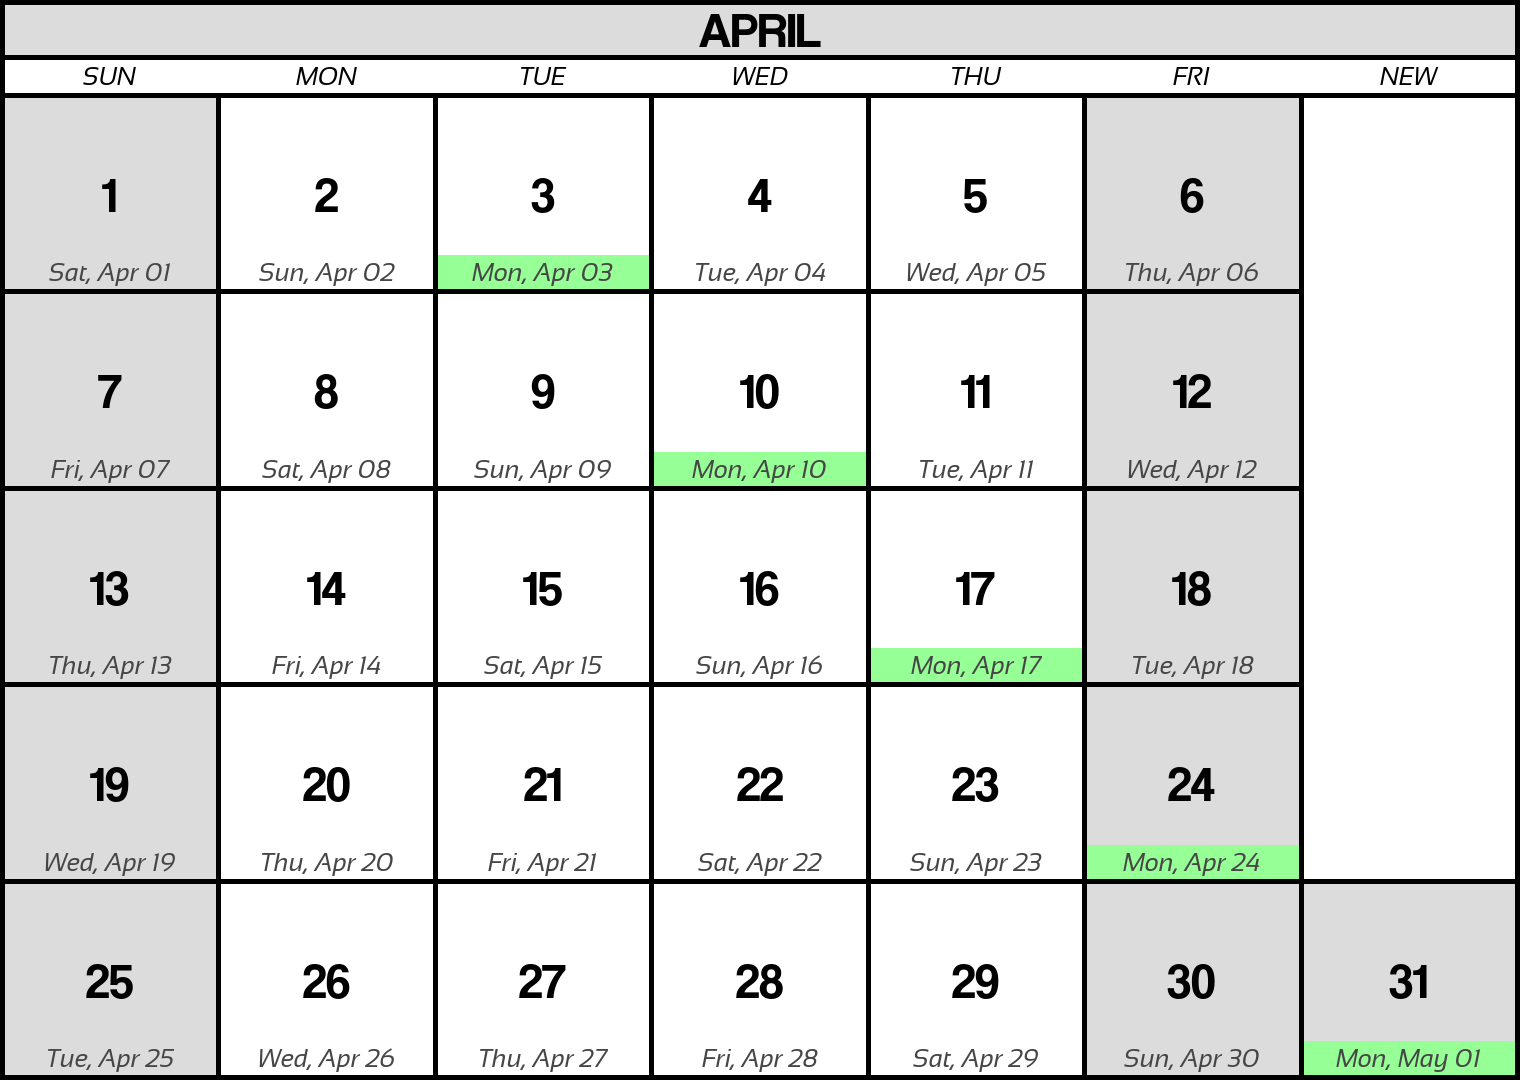 APRIL
SUN MON TUE WED THU FRI NEW
1 2 3 4 5 6
Sat, Apr 01 Sun, Apr 02 Mon, Apr 03 Tue, Apr 04 Wed, Apr 05 Thu, Apr 06
7 8 9 10 11 12
Fri, Apr 07 Sat, Apr 08 Sun, Apr 09 Mon, Apr 10 Tue, Apr 11 Wed, Apr 12
13 14 15 16 17 18
Thu, Apr 13 Fri, Apr 14 Sat, Apr 15 Sun, Apr 16 Mon, Apr 17 Tue, Apr 18
19 20 21 22 23 24
Wed, Apr 19 Thu, Apr 20 Fri, Apr 21 Sat, Apr 22 Sun, Apr 23 Mon, Apr 24
25 26 27 28 29 30 31
Tue, Apr 25 Wed, Apr 26 Thu, Apr 27 Fri, Apr 28 Sat, Apr 29 Sun, Apr 30 Mon, May 01